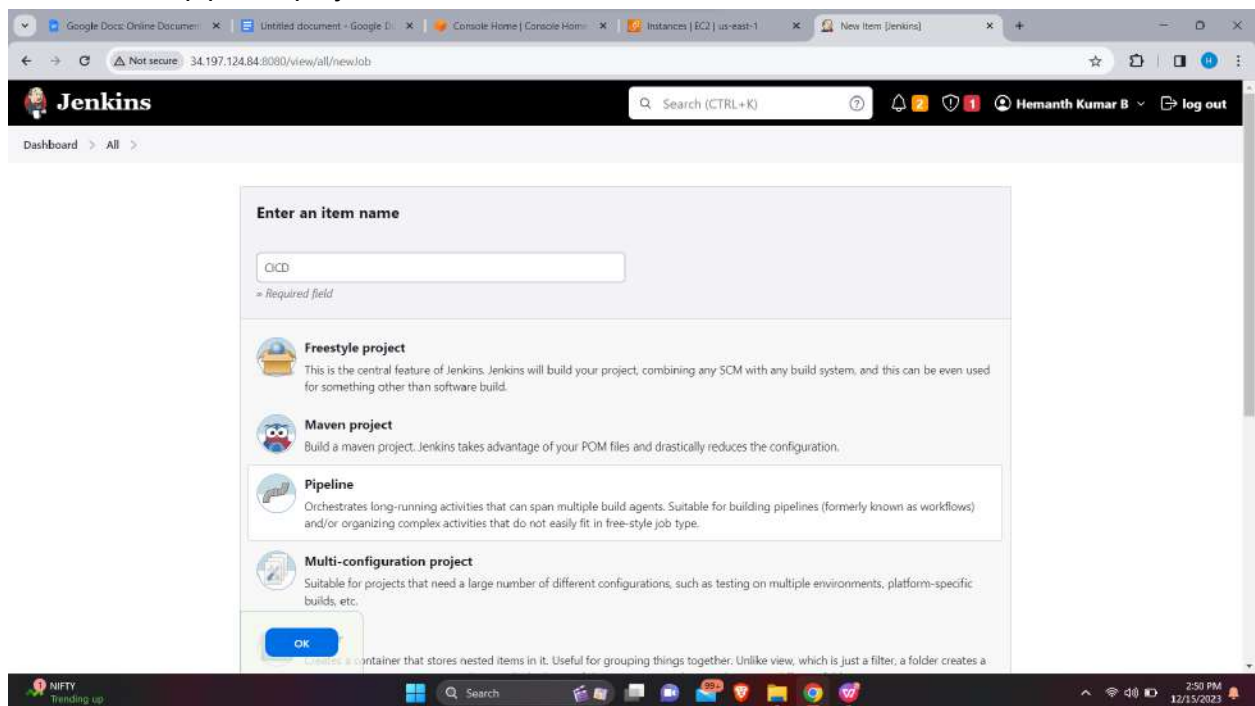 Google Docs: Online Documen
Untitled document - Google D
Console Home | Console Home
Instances | EC2 | us-east-1
New Item [Jenkins]
Not secure 34.197.124.84:8080/view/all/newJob
H
Jenkins
Search (CTRL+K)
2
1
Hemanth Kumar B
log out
Dashboard > All >
Enter an item name
CICD
» Required field
Freestyle project
This is the central feature of Jenkins. Jenkins will build your project, combining any SCM with any build system, and this can be even used
for something other than software build.
Maven project
Build a maven project. Jenkins takes advantage of your POM files and drastically reduces the configuration.
Pipeline
Orchestrates long-running activities that can span multiple build agents. Suitable for building pipelines (formerly known as workflows)
and/or organizing complex activities that do not easily fit in free-style job type.
Multi-configuration project
Suitable for projects that need a large number of different configurations, such as testing on multiple environments, platform-specific
builds, etc.
OK
Creates a container that stores nested items in it. Useful for grouping things together. Unlike view, which is just a filter, a folder creates a
1
NIFTY
Trending up
Search
99+
2:50 PM
12/15/2023